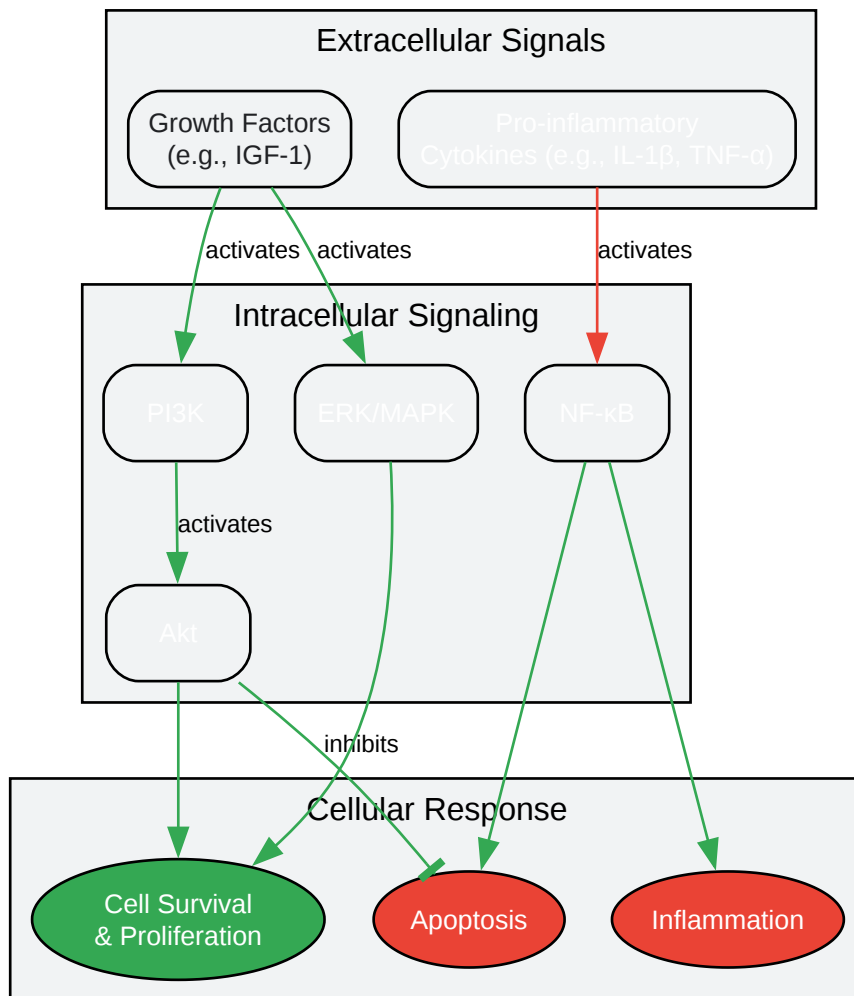 Extracellular Signals
Growth Factors
(e.g., IGF-1)
Pro-inflammatory
Cytokines (e.g., IL-1β, TNF-α)
activates
activates
activates
Intracellular Signaling
PI3K
ERK/MAPK
NF-κB
activates
Akt
inhibits
Cellular Response
Cell Survival
& Proliferation
Apoptosis
Inflammation